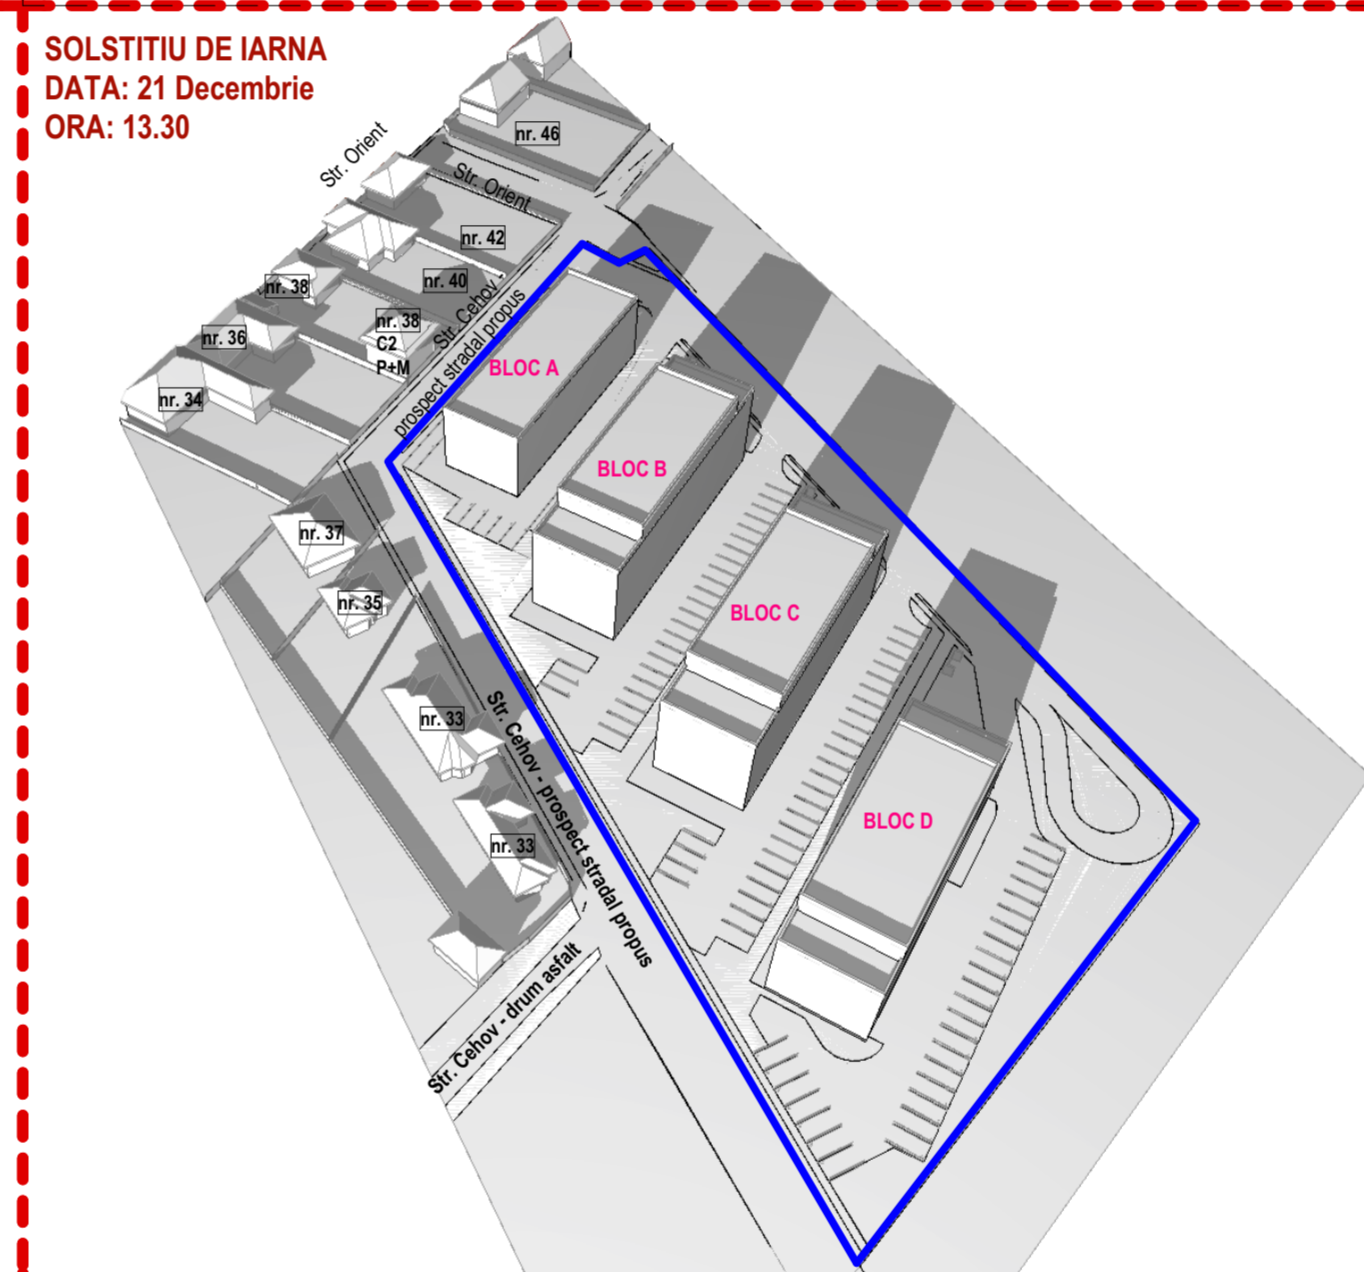 SOLSTITIU DE IARNA
DATA: 21 Decembrie
ORA: 13.30
nr. 46
Str. Orient
Str. Orient
nr. 42
nr. 40
nr. 38
nr. 38
C2
P+M
nr. 36
nr. 34
Str. Cehov -
prospect stradal propus
BLOC A
BLOC B
BLOC C
BLOC D
nr. 37
nr. 35
nr. 33
nr. 33
Str. Cehov - prospect stradal propus
Str. Cehov - drum asfalt